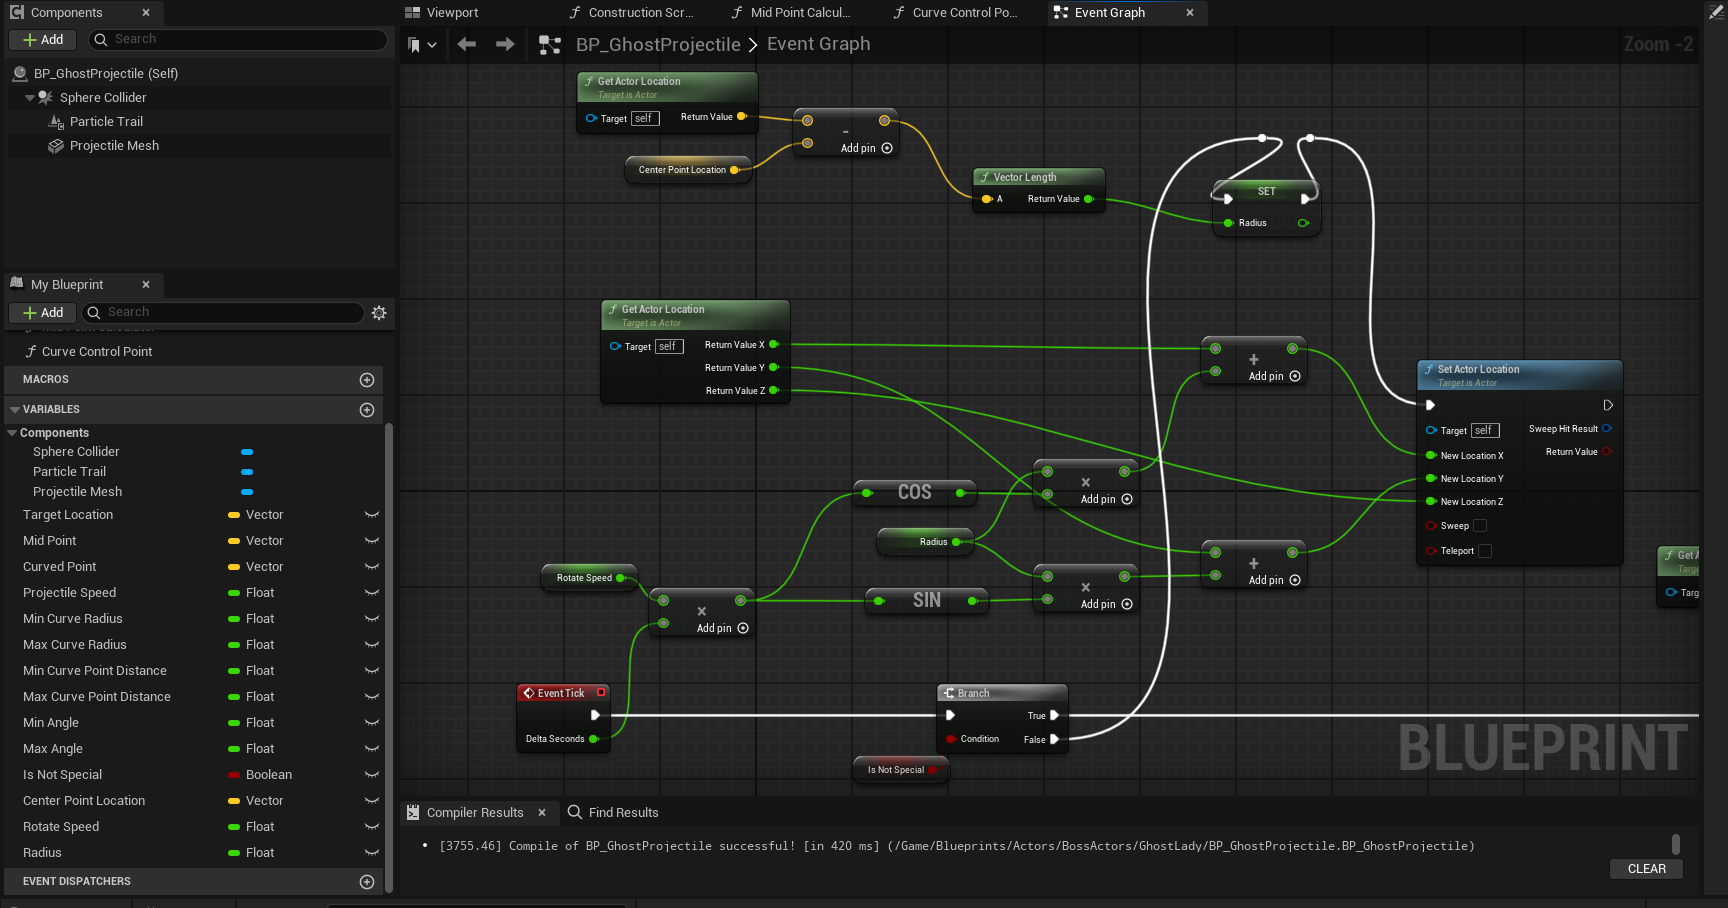 Components
Add
Search
BP_GhostProjectile (Self)
Sphere Collider
Particle Trail
Projectile Mesh
My Blueprint
Add
Search
Curve Control Point
MACROS
VARIABLES
Components
Sphere Collider
Particle Trail
Projectile Mesh
Target Location Vector
Mid Point Vector
Curved Point Vector
Projectile Speed Float
Min Curve Radius Float
Max Curve Radius Float
Min Curve Point Distance Float
Max Curve Point Distance Float
Min Angle Float
Max Angle Float
Is Not Special Boolean
Center Point Location Vector
Rotate Speed Float
Radius Float
EVENT DISPATCHERS
Viewport
Construction Scr...
Mid Point Calcul...
Curve Control Po...
Event Graph
BP_GhostProjectile > Event Graph
Zoom -2
Get Actor Location
Target is Actor
Target self Return Value
Center Point Location
-
Add pin
Vector Length
A Return Value
SET
Radius
Get Actor Location
Target is Actor
Target self Return Value X
Return Value Y
Return Value Z
+
Add pin
Set Actor Location
Target is Actor
Target self Sweep Hit Result
Return Value
New Location X
New Location Y
New Location Z
Sweep
Teleport
COS
×
Add pin
Radius
+
Add pin
Rotate Speed
×
Add pin
SIN
×
Add pin
Get A
Targe
Targ
Event Tick
Delta Seconds
Branch
True
Condition False
Is Not Special
BLUEPRINT
Compiler Results
Find Results
• [3755.46] Compile of BP_GhostProjectile successful! [in 420 ms] (/Game/Blueprints/Actors/BossActors/GhostLady/BP_GhostProjectile.BP_GhostProjectile)
CLEAR